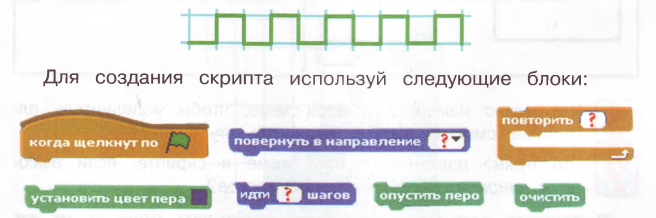 Для создания скрипта используй следующие блоки:
когда щелкнут по
повернуть в направление ?
повторить ?
установить цвет пера
идти ? шагов
опустить перо
очистить